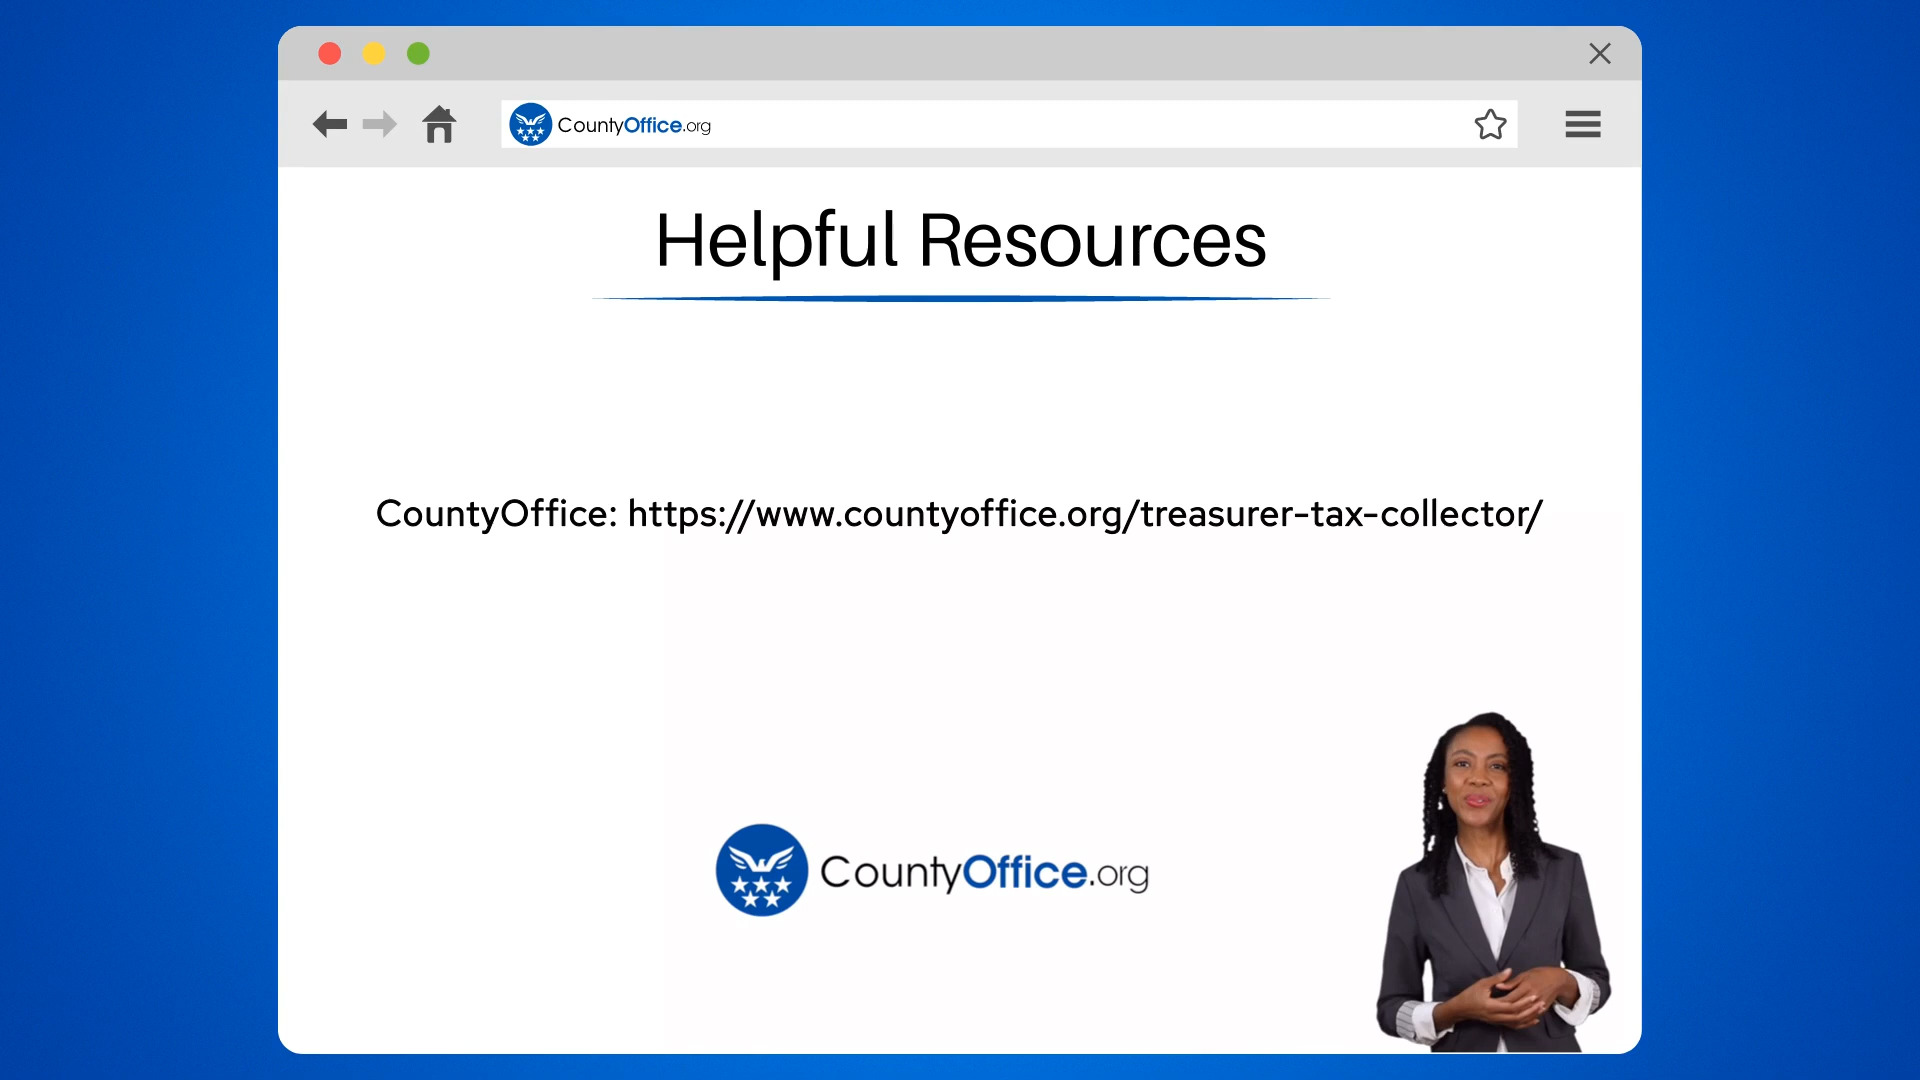 CountyOffice.org
Helpful Resources
CountyOffice: https://www.countyoffice.org/treasurer-tax-collector/
CountyOffice.org